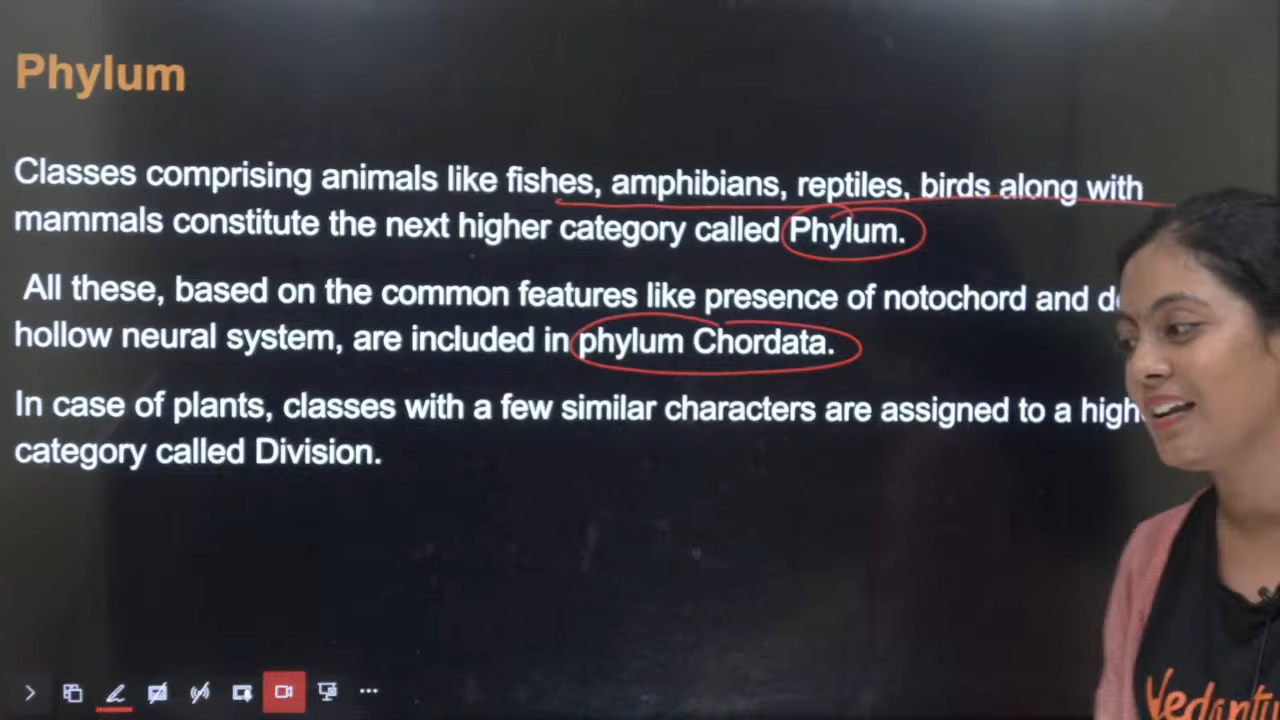 Phylum
Classes comprising animals like fishes, amphibians, reptiles, birds along with
mammals constitute the next higher category called Phylum.
All these, based on the common features like presence of notochord and
hollow neural system, are included in phylum Chordata.
In case of plants, classes with a few similar characters are assigned to a
category called Division.
Vedantu